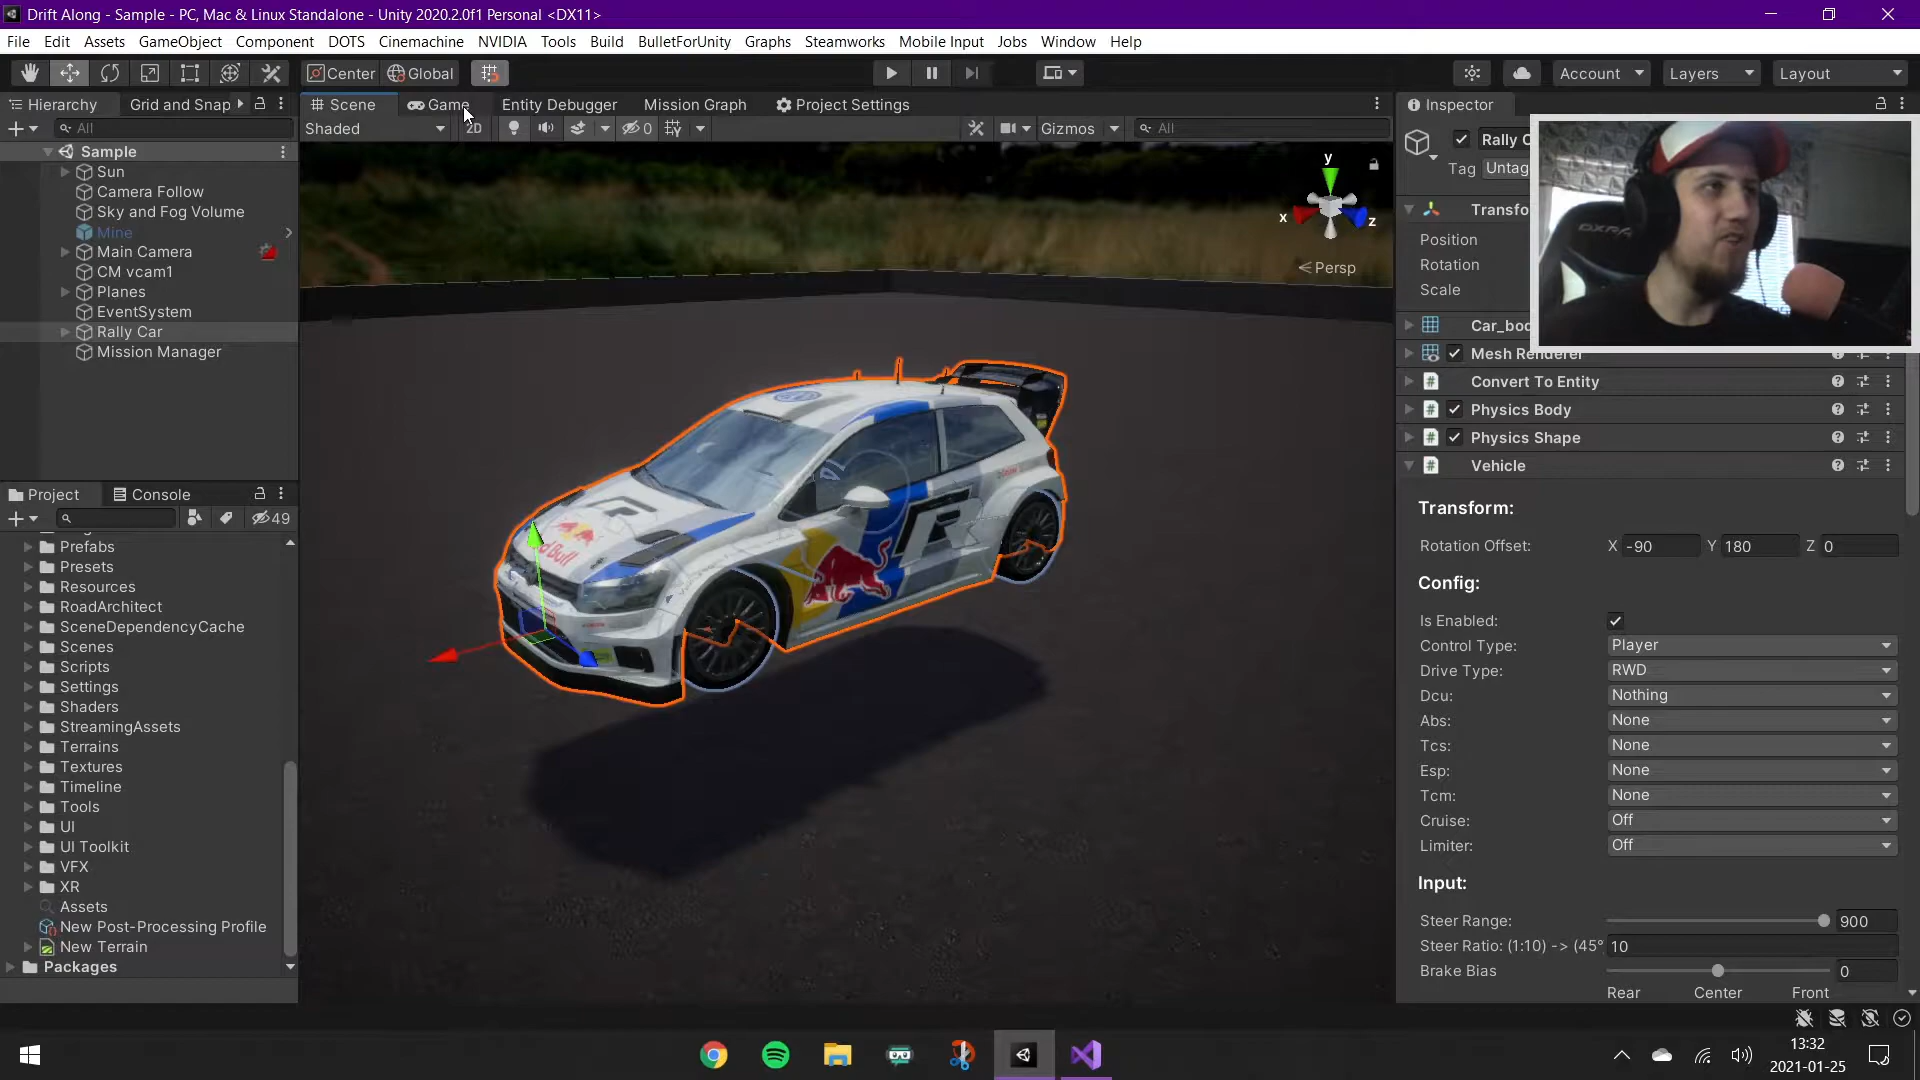 Drift Along - Sample - PC, Mac & Linux Standalone - Unity 2020.2.0f1 Personal <DX11>
File Edit Assets GameObject Component DOTS Cinemachine NVIDIA Tools Build BulletForUnity Graphs Steamworks Mobile Input Jobs Window Help
Center Global Account Layers Layout
Hierarchy Grid and Snap Scene Game Entity Debugger Mission Graph Project Settings Inspector
All Shaded 2D 0 Gizmos All
Sample
Sun
Camera Follow
Sky and Fog Volume
Mine
Main Camera
CM vcam1
Planes
EventSystem
Rally Car
Mission Manager
Project Console
49
Prefabs
Presets
Resources
RoadArchitect
SceneDependencyCache
Scenes
Scripts
Settings
Shaders
StreamingAssets
Terrains
Textures
Timeline
Tools
UI
UI Toolkit
VFX
XR
Assets
New Post-Processing Profile
New Terrain
Packages
y
x
z
Persp
Red Bull
R
DXRA
Rally C
Tag Untag
Transfo
Position
Rotation
Scale
Car_bod
Mesh Renderer
Convert To Entity
Physics Body
Physics Shape
Vehicle
Transform:
Rotation Offset: X -90 Y 180 Z 0
Config:
Is Enabled:
Control Type: Player
Drive Type: RWD
Dcu: Nothing
Abs: None
Tcs: None
Esp: None
Tcm: None
Cruise: Off
Limiter: Off
Input:
Steer Range: 900
Steer Ratio: (1:10) -> (45° 10
Brake Bias 0
Rear Center Front
13:32
2021-01-25